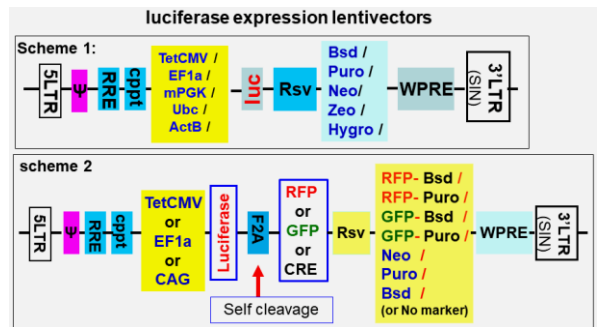 luciferase expression lentivectors
Scheme 1:
5LTR
Ψ
RRE
cppt
TetCMV /
EF1a /
mPGK /
Ubc /
ActB /
luc
Rsv
Bsd /
Puro /
Neo/
Zeo /
Hygro /
WPRE
3'LTR
(SIN)
scheme 2
5LTR
Ψ
RRE
cppt
TetCMV
or
EF1a
or
CAG
Luciferase
F2A
RFP
or
GFP
or
CRE
Rsv
RFP- Bsd /
RFP- Puro /
GFP- Bsd /
GFP- Puro /
Neo /
Puro /
Bsd /
(or No marker)
WPRE
3'LTR
(SIN)
Self cleavage